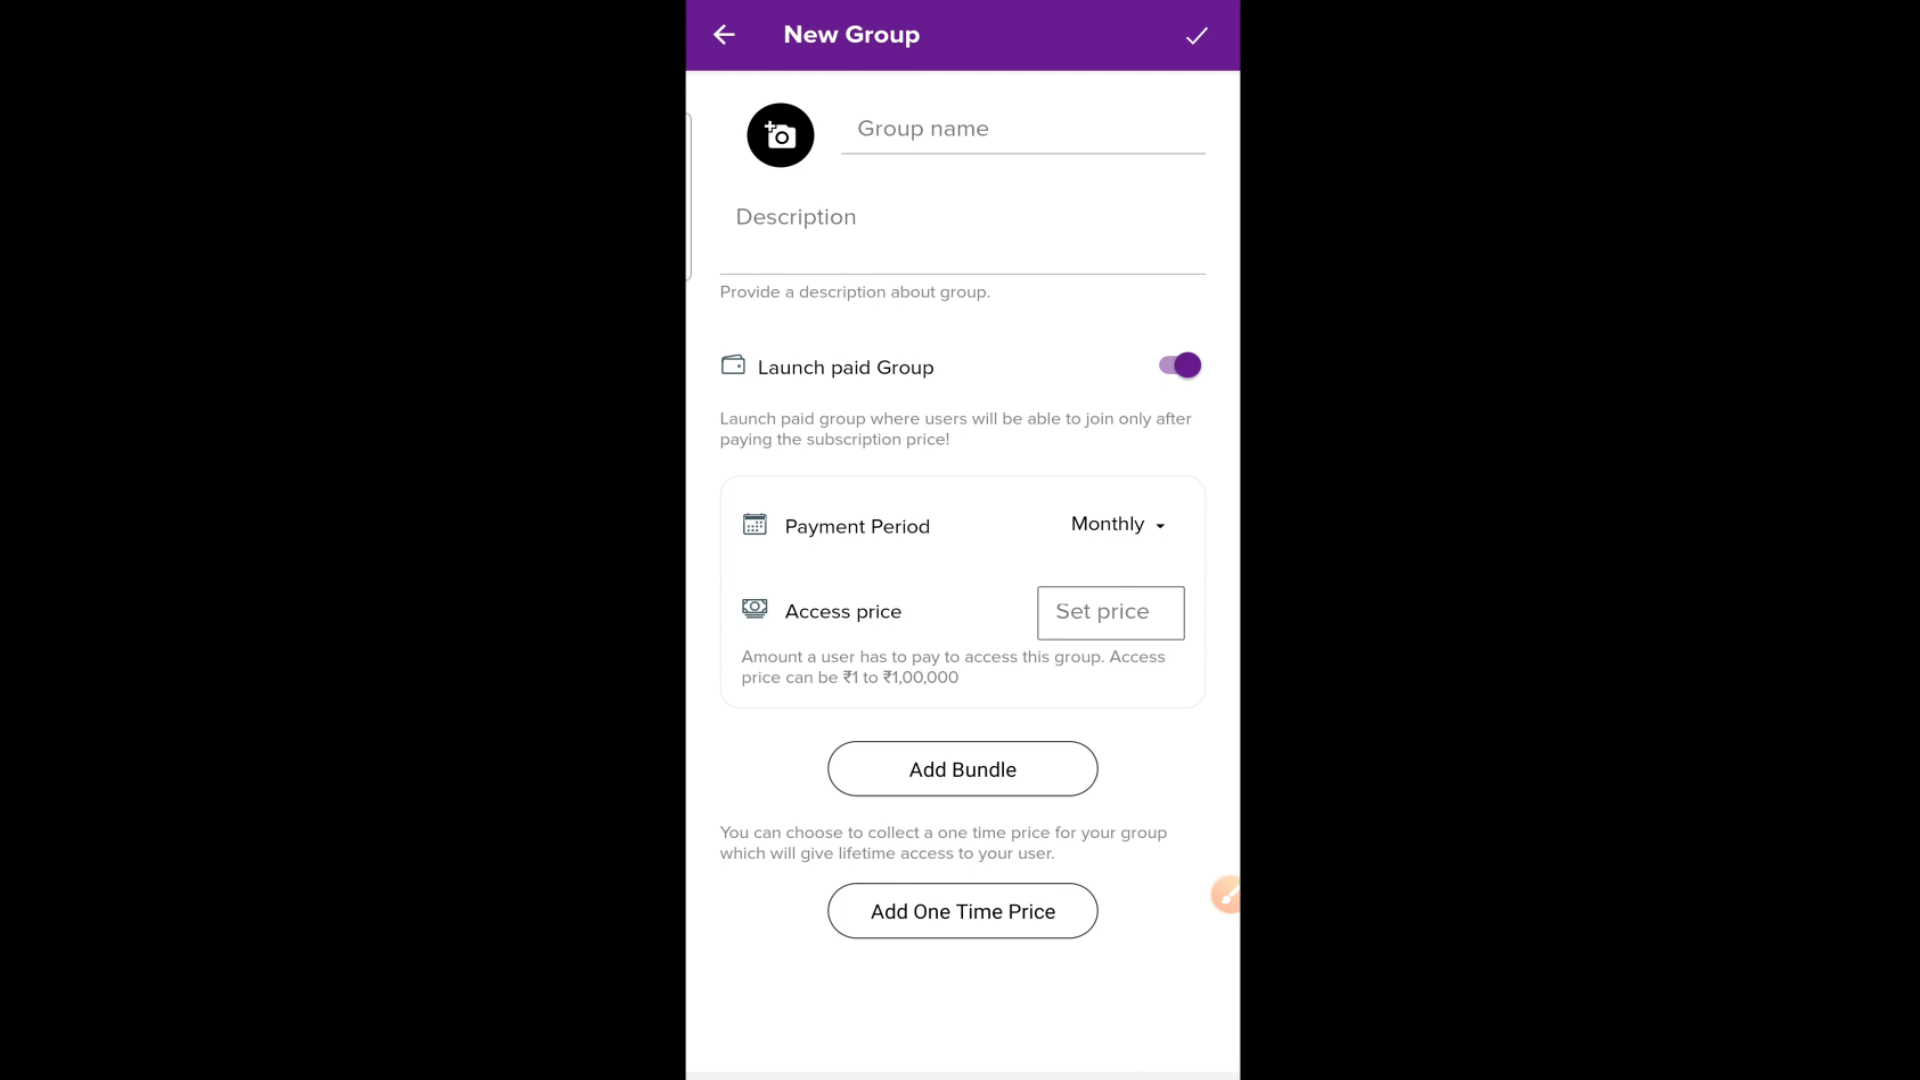 New Group
Group name
Description
Provide a description about group.
Launch paid Group
Launch paid group where users will be able to join only after
paying the subscription price!
Payment Period
Monthly
Access price
Set price
Amount a user has to pay to access this group. Access
price can be ₹1 to ₹1,00,000
Add Bundle
You can choose to collect a one time price for your group
which will give lifetime access to your user.
Add One Time Price